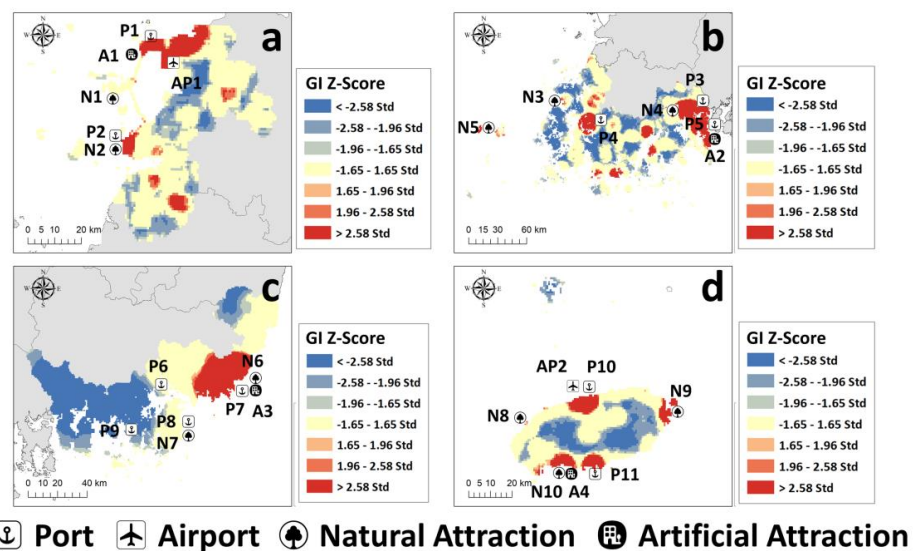 a
P1
A1
AP1
N1
P2
N2
N
W E
S
0 5 10 20 km
GI Z-Score
< -2.58 Std
-2.58 - -1.96 Std
-1.96 - -1.65 Std
-1.65 - 1.65 Std
1.65 - 1.96 Std
1.96 - 2.58 Std
> 2.58 Std
b
N3
N5
P4
N4
P3
P5
A2
N
W E
S
0 15 30 60 km
GI Z-Score
< -2.58 Std
-2.58 - -1.96 Std
-1.96 - -1.65 Std
-1.65 - 1.65 Std
1.65 - 1.96 Std
1.96 - 2.58 Std
> 2.58 Std
c
P6
N6
P7
A3
P8
P9
N7
N
W E
S
0 10 20 40 km
GI Z-Score
< -2.58 Std
-2.58 - -1.96 Std
-1.96 - -1.65 Std
-1.65 - 1.65 Std
1.65 - 1.96 Std
1.96 - 2.58 Std
> 2.58 Std
d
AP2
P10
N9
N8
P11
N10
A4
N
W E
S
0 5 10 20 km
GI Z-Score
< -2.58 Std
-2.58 - -1.96 Std
-1.96 - -1.65 Std
-1.65 - 1.65 Std
1.65 - 1.96 Std
1.96 - 2.58 Std
> 2.58 Std
Port Airport Natural Attraction Artificial Attraction